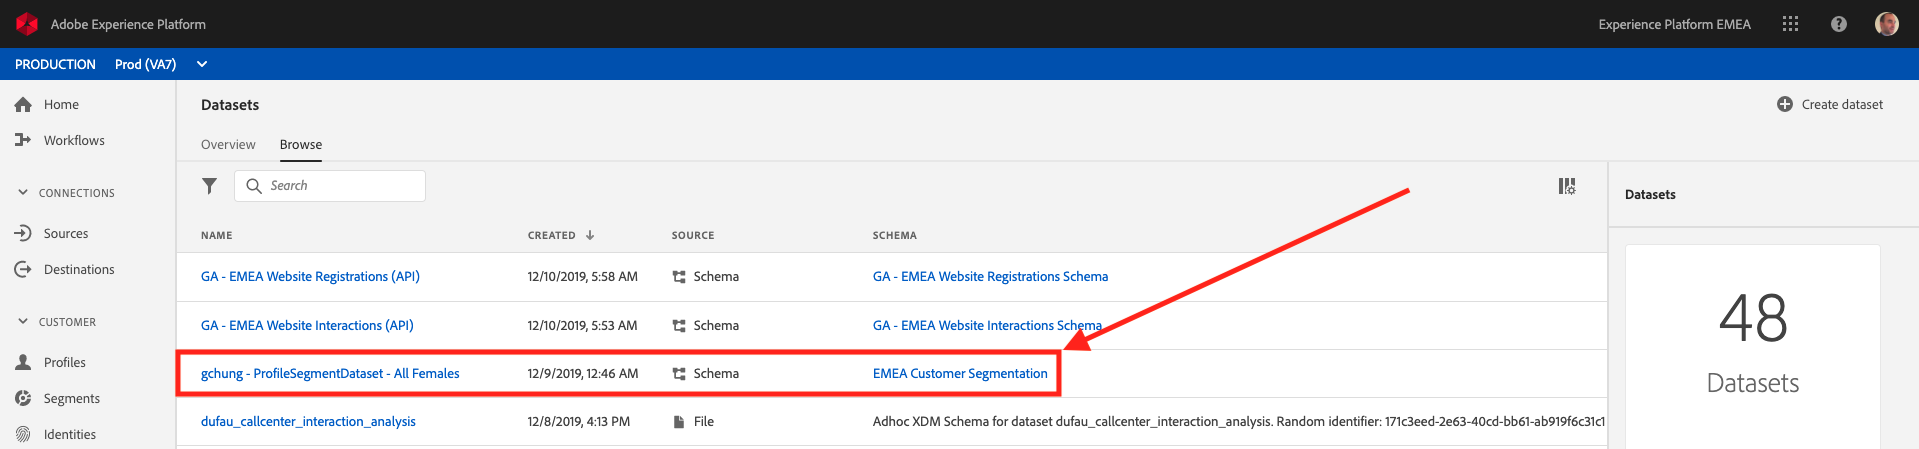 Adobe Experience Platform
Experience Platform EMEA
PRODUCTION Prod (VA7)
Home
Workflows
CONNECTIONS
Sources
Destinations
CUSTOMER
Profiles
Segments
Identities
Datasets
Create dataset
Overview Browse
Search
NAME CREATED SOURCE SCHEMA
GA - EMEA Website Registrations (API) 12/10/2019, 5:58 AM Schema GA - EMEA Website Registrations Schema
GA - EMEA Website Interactions (API) 12/10/2019, 5:53 AM Schema GA - EMEA Website Interactions Schema
gchung - ProfileSegmentDataset - All Females 12/9/2019, 12:46 AM Schema EMEA Customer Segmentation
dufau_callcenter_interaction_analysis 12/8/2019, 4:13 PM File Adhoc XDM Schema for dataset dufau_callcenter_interaction_analysis. Random identifier: 171c3eed-2e63-40cd-bb61-ab919f6c31c1
Datasets
48
Datasets